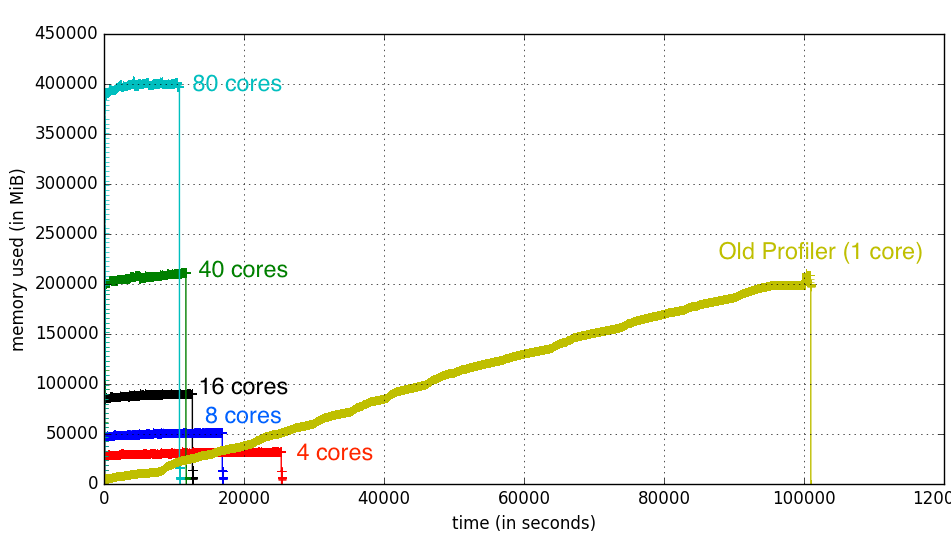 450000
400000
350000
300000
250000
200000
150000
100000
50000
0
memory used (in MiB)
80 cores
40 cores
16 cores
8 cores
4 cores
Old Profiler (1 core)
0
20000
40000
60000
80000
100000
1200
time (in seconds)